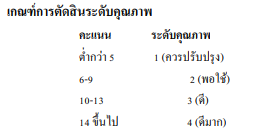 เกณฑ์การตัดสินระดับคุณภาพ
คะแนน ระดับคุณภาพ
ต่ำกว่า 5 1 (ควรปรับปรุง)
6-9 2 (พอใช้)
10-13 3 (ดี)
14 ขึ้นไป 4 (ดีมาก)